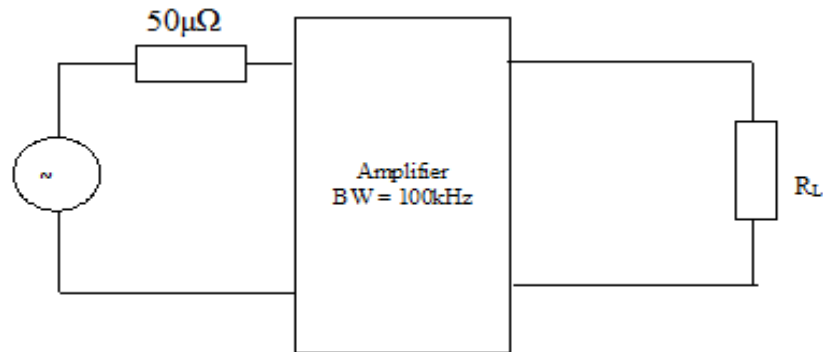 50μΩ
~
Amplifier
BW = 100kHz
RL